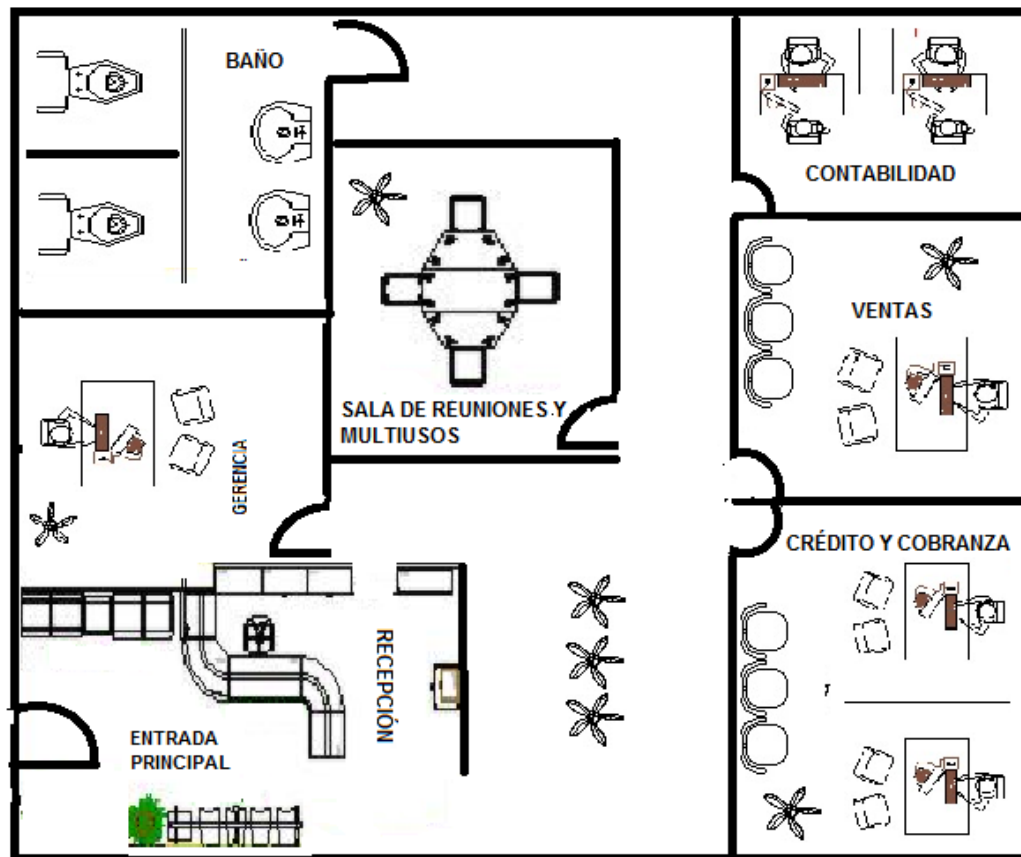 BAÑO
CONTABILIDAD
VENTAS
SALA DE REUNIONES Y
MULTIUSOS
GERENCIA
CRÉDITO Y COBRANZA
RECEPCIÓN
ENTRADA
PRINCIPAL